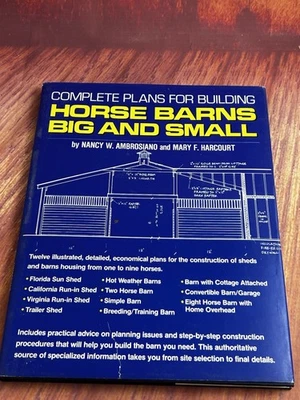 COMPLETE PLANS FOR BUILDING
HORSE BARNS
BIG AND SMALL
by NANCY W. AMBROSIANO and MARY F. HARCOURT
Twelve illustrated, detailed, economical plans for the construction of sheds
and barns housing from one to nine horses.
• Florida Sun Shed
• California Run-in Shed
• Virginia Run-in Shed
• Trailer Shed
• Hot Weather Barns
• Two Horse Barn
• Simple Barn
• Breeding/Training Barn
• Barn with Cottage Attached
• Convertible Barn/Garage
• Eight Horse Barn with
Home Overhead
Includes practical advice on planning issues and step-by-step construction
procedures that will help you build the barn you need. This authoritative
source of specialized information takes you from site selection to final details.